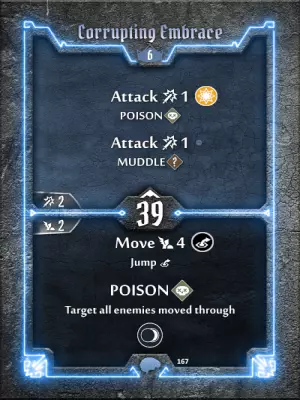 Corrupting Embrace
6
Attack 1
POISON
Attack 1
MUDDLE ?
2
39
2
Move 4
Jump
POISON
Target all enemies moved through
167